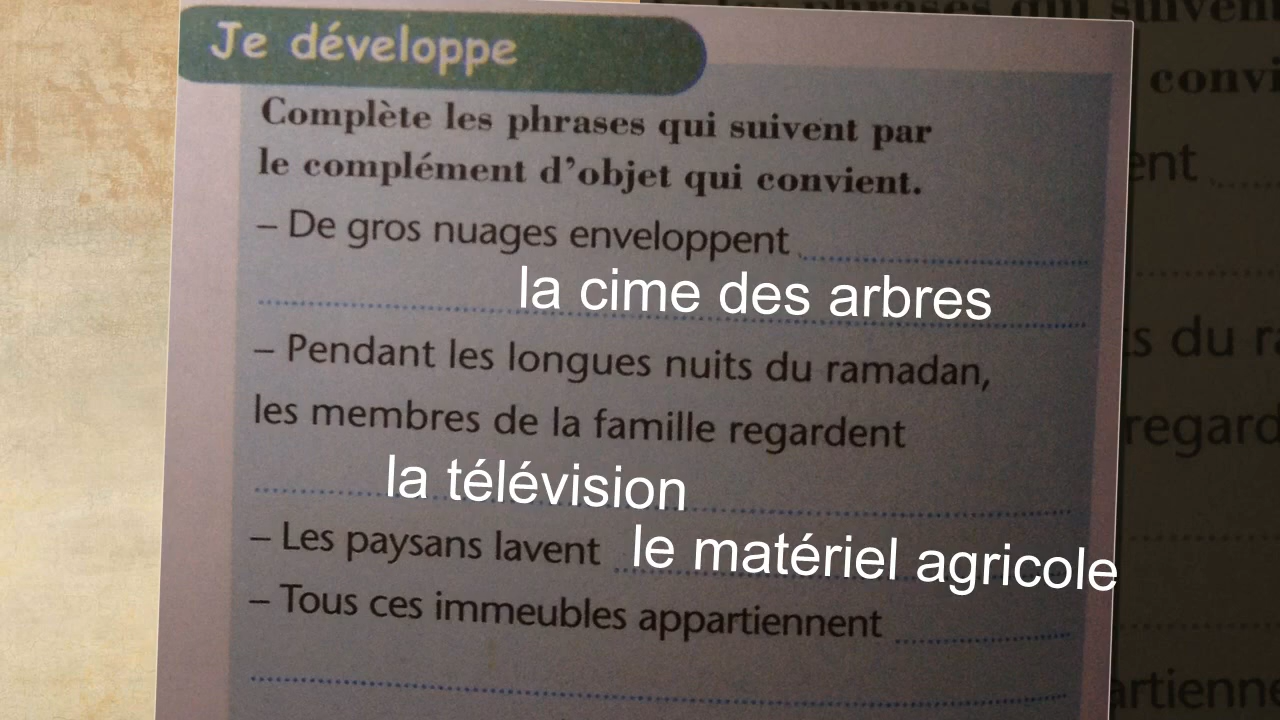 Je développe
Complète les phrases qui suivent par
le complément d'objet qui convient.
– De gros nuages enveloppent
la cime des arbres
– Pendant les longues nuits du ramadan,
les membres de la famille regardent
la télévision
– Les paysans lavent le matériel agricole
– Tous ces immeubles appartiennent